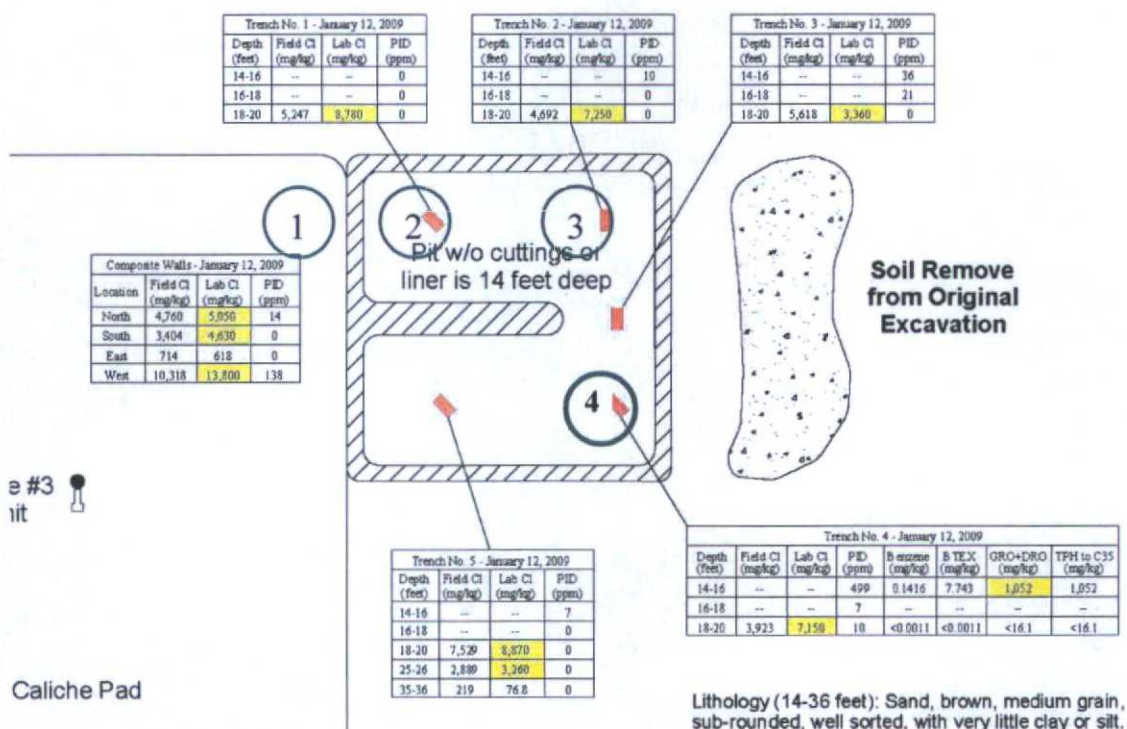 Trench No. 1 - January 12, 2009
Depth (feet) Field Cl (mg/kg) Lab Cl (mg/kg) PID (ppm)
14-16 -- -- 0
16-18 -- -- 0
18-20 5,247 8,780 0
Trench No. 2 - January 12, 2009
Depth (feet) Field Cl (mg/kg) Lab Cl (mg/kg) PID (ppm)
14-16 -- -- 10
16-18 -- -- 0
18-20 4,692 7,250 0
Trench No. 3 - January 12, 2009
Depth (feet) Field Cl (mg/kg) Lab Cl (mg/kg) PID (ppm)
14-16 -- -- 36
16-18 -- -- 21
18-20 5,618 3,360 0
1
2
3
Pit w/o cuttings or
liner is 14 feet deep
Soil Remove
from Original
Excavation
Composite Walls - January 12, 2009
Location Field Cl (mg/kg) Lab Cl (mg/kg) PID (ppm)
North 4,760 5,050 14
South 3,404 4,630 0
East 714 618 0
West 10,318 13,800 138
4
e #3
nit
Trench No. 5 - January 12, 2009
Depth (feet) Field Cl (mg/kg) Lab Cl (mg/kg) PID (ppm)
14-16 -- -- 7
16-18 -- -- 0
18-20 7,529 8,870 0
25-26 2,889 3,260 0
35-36 219 76.8 0
Trench No. 4 - January 12, 2009
Depth (feet) Field Cl (mg/kg) Lab Cl (mg/kg) PID (ppm) Benzene (mg/kg) BTEX (mg/kg) GRO+DRO (mg/kg) TPH to C35 (mg/kg)
14-16 -- -- 499 0.1416 7.743 1,052 1,052
16-18 -- -- 7 -- -- -- --
18-20 3,923 7,150 10 <0.0011 <0.0011 <16.1 <16.1
Caliche Pad
Lithology (14-36 feet): Sand, brown, medium grain,
sub-rounded, well sorted, with very little clay or silt.